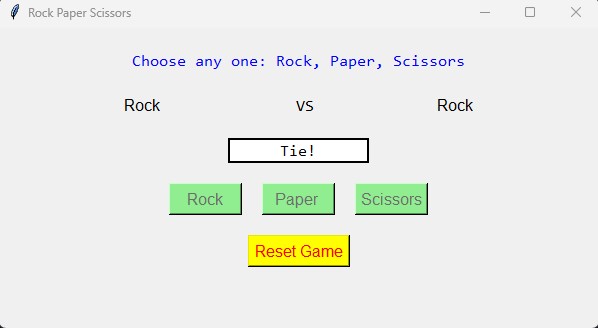 Rock Paper Scissors
Choose any one: Rock, Paper, Scissors
Rock VS Rock
Tie!
Rock Paper Scissors
Reset Game